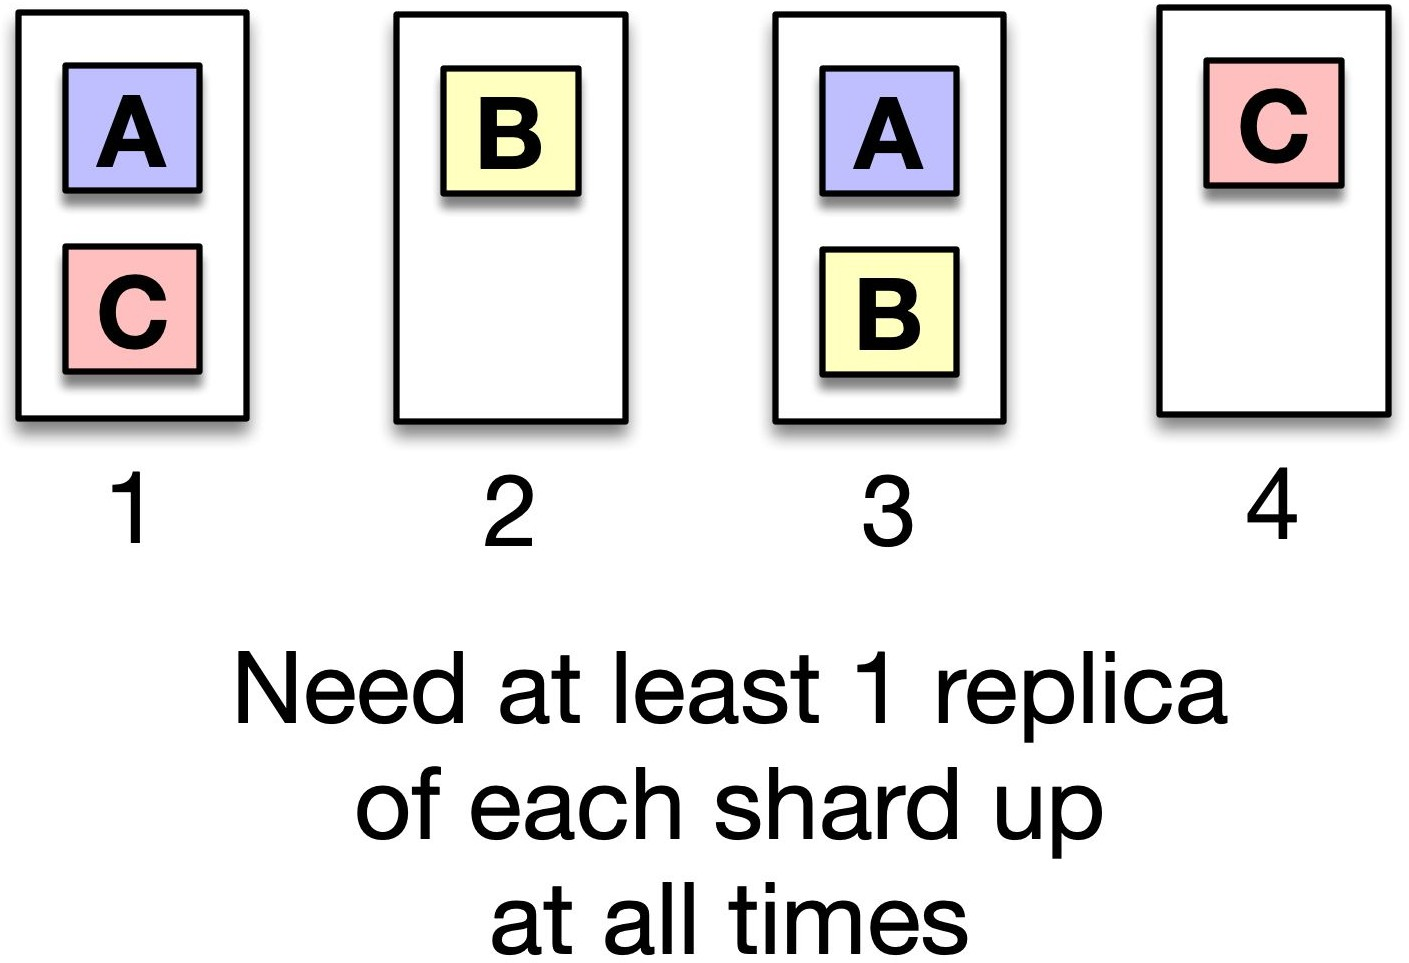 A B A C
C B
1 2 3 4
Need at least 1 replica
of each shard up
at all times